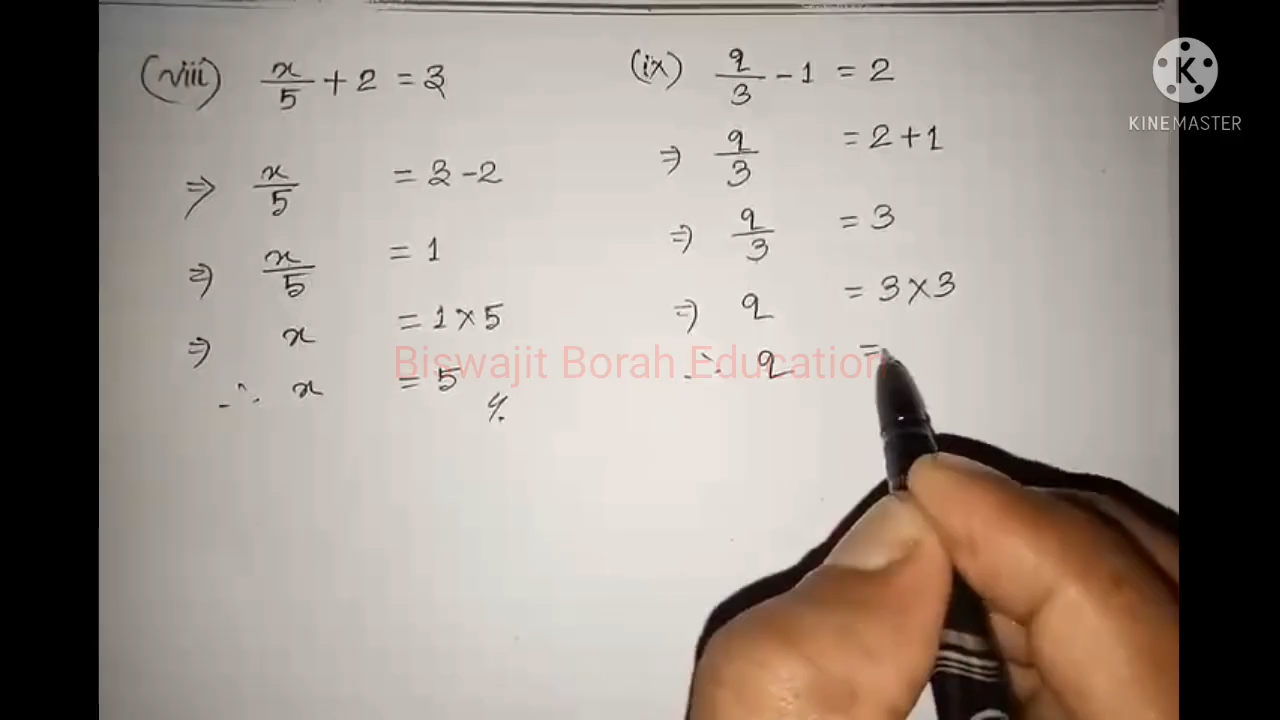 (viii) x/5 + 2 = 3
⇒ x/5 = 3 - 2
⇒ x/5 = 1
⇒ x = 1 × 5
∴ x = 5
(ix) q/3 - 1 = 2
⇒ q/3 = 2 + 1
⇒ q/3 = 3
⇒ q = 3 × 3
∴ q =
Biswajit Borah Education
K
KINEMASTER